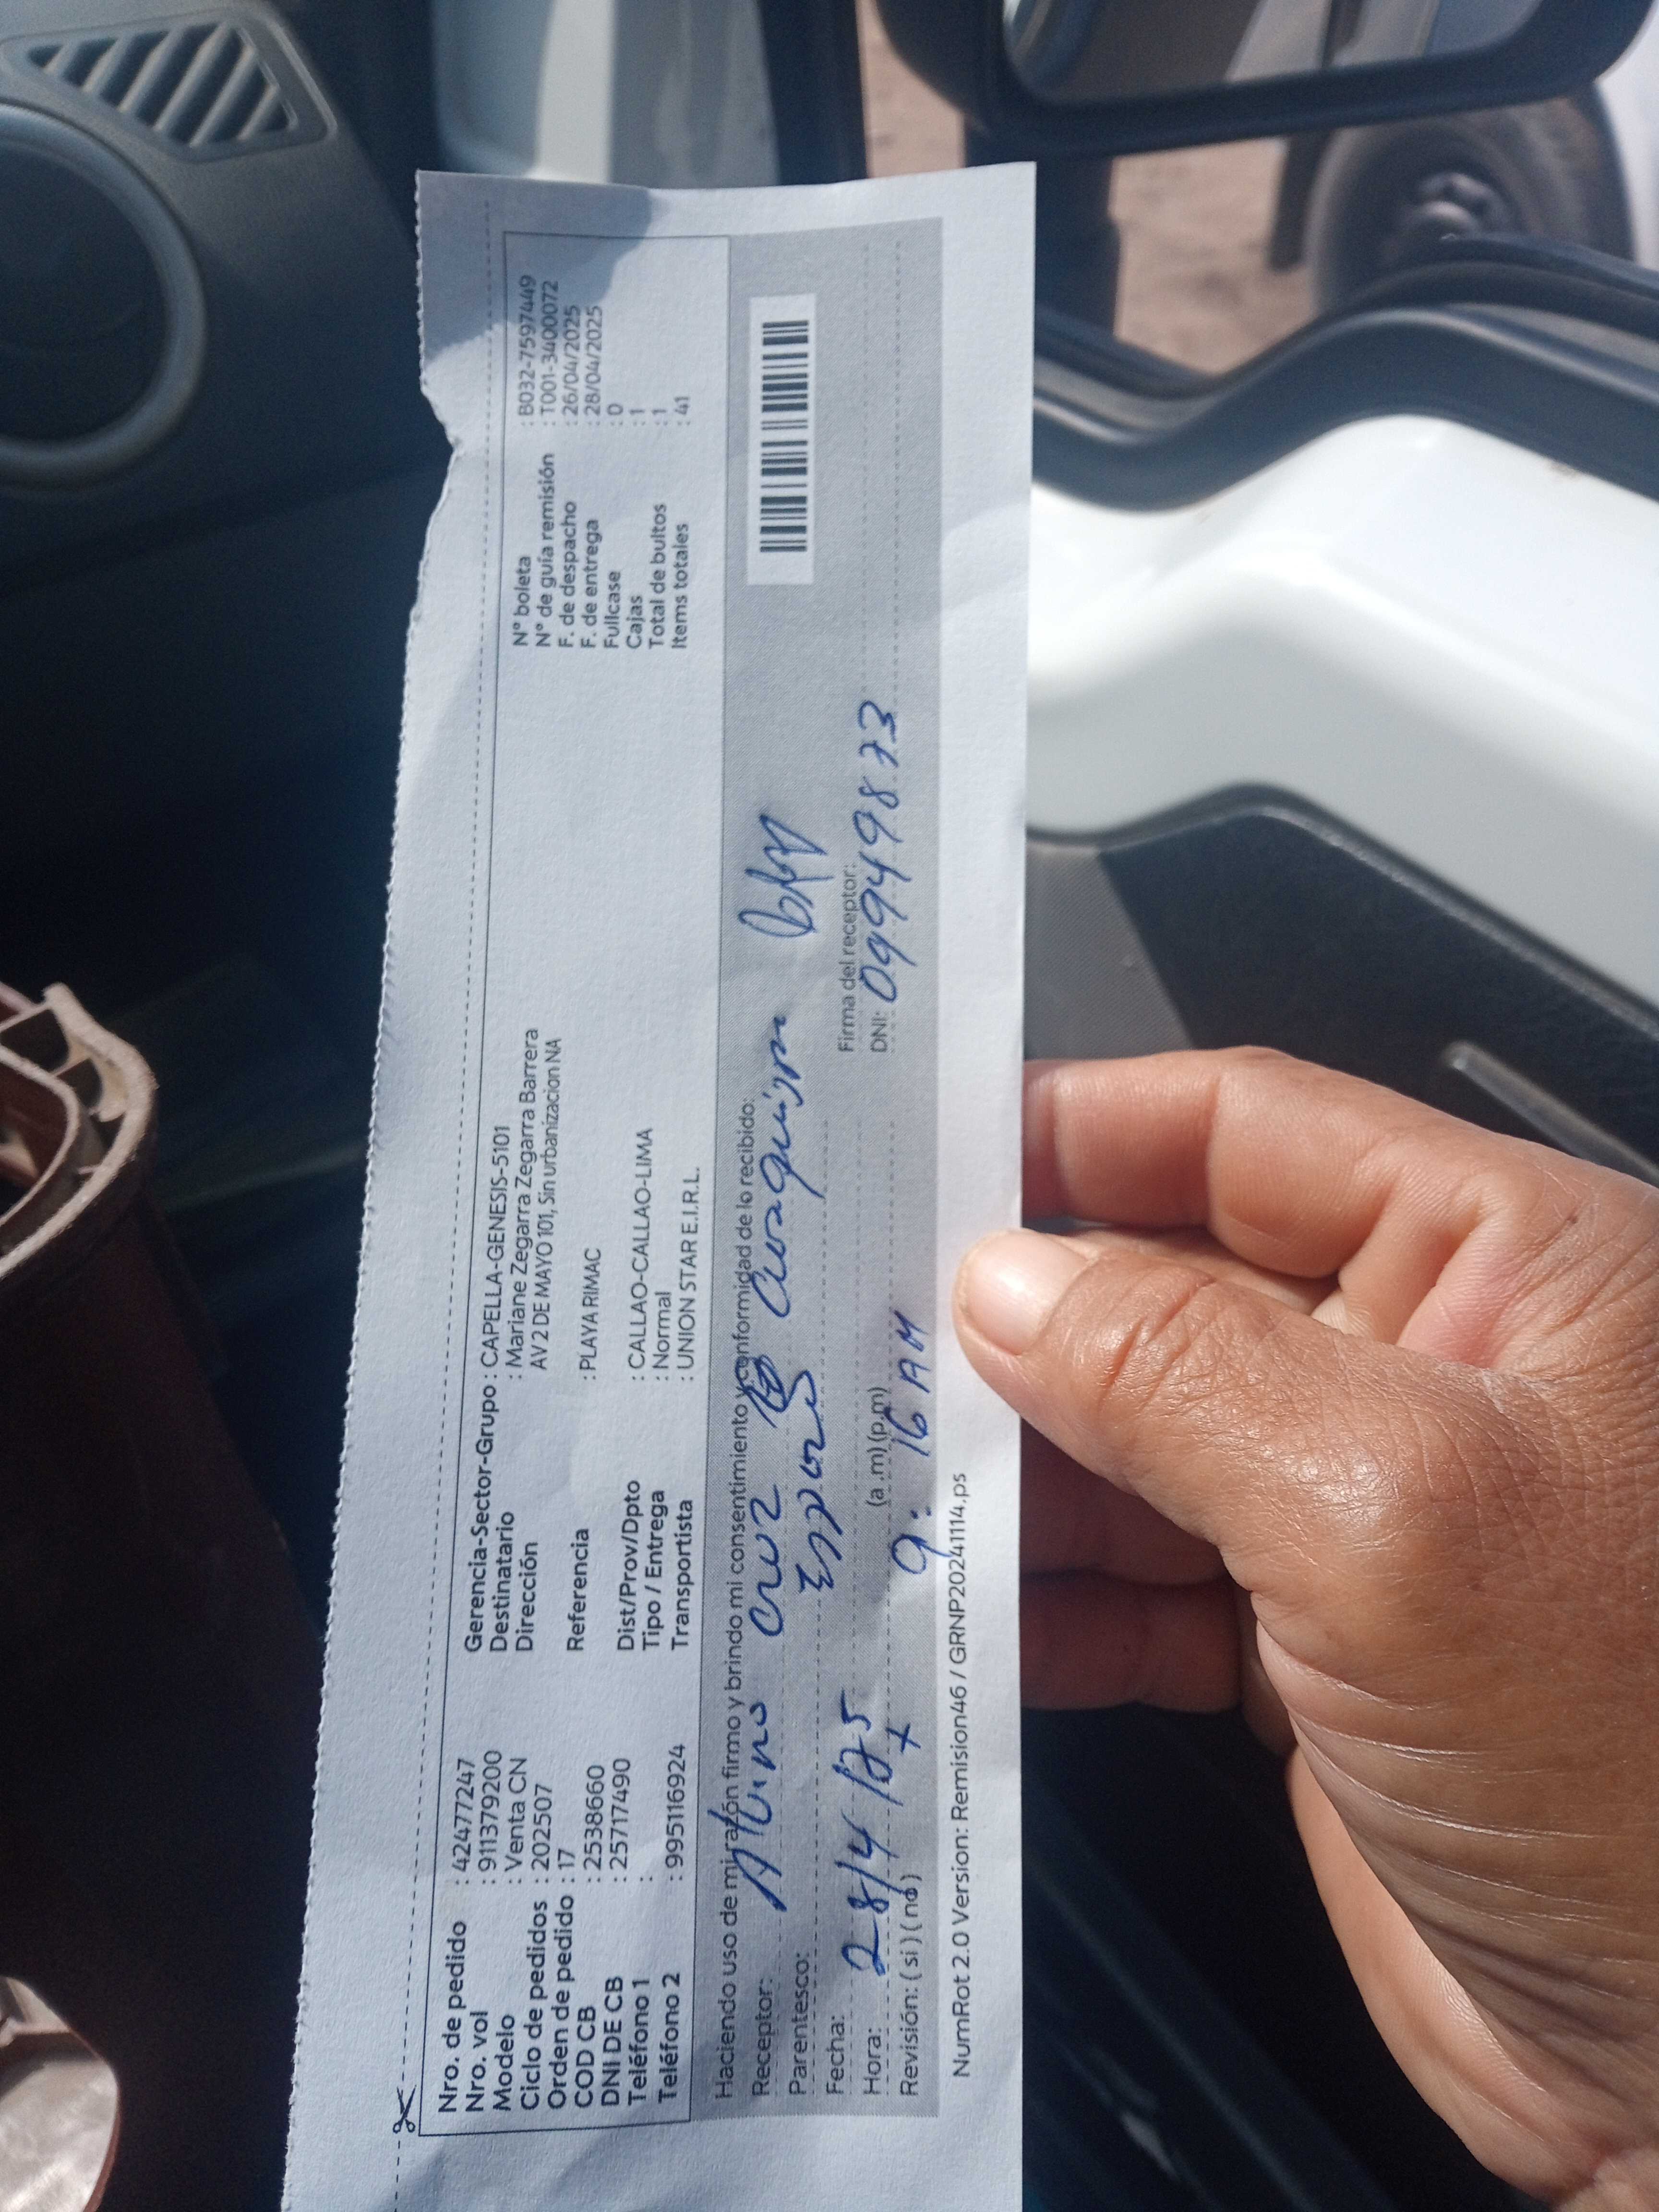 Nro. de pedido : 42477247
Nro. vol : 911379200
Modelo : Venta CN
Ciclo de pedidos : 202507
Orden de pedido : 17
COD CB : 2538660
DNI DE CB : 25717490
Teléfono 1 :
Teléfono 2 : 995116924
Gerencia-Sector-Grupo : CAPELLA-GENESIS-5101
Destinatario : Mariane Zegarra Zegarra Barrera
Dirección AV 2 DE MAYO 101, Sin urbanizacion NA
Referencia : PLAYA RIMAC
Dist/Prov/Dpto : CALLAO-CALLAO-LIMA
Tipo / Entrega : Normal
Transportista : UNION STAR E.I.R.L.
N° boleta : B032-7597449
N° de guía remisión : T001-3400072
F. de despacho : 26/04/2025
F. de entrega : 28/04/2025
Fullcase : 0
Cajas : 1
Total de bultos : 1
Items totales : 41
Haciendo uso de mi razón firmo y brindo mi consentimiento y conformidad de lo recibido:
Receptor: Albino Cruz
Parentesco: Esposo
Firma del receptor:
Fecha: 28/4/25
Hora: (a.m) (p.m) 9:16 AM
DNI: 09949873
Revisión: ( si ) ( no ) +
NumRot 2.0 Version: Remision46 / GRNP20241114.ps